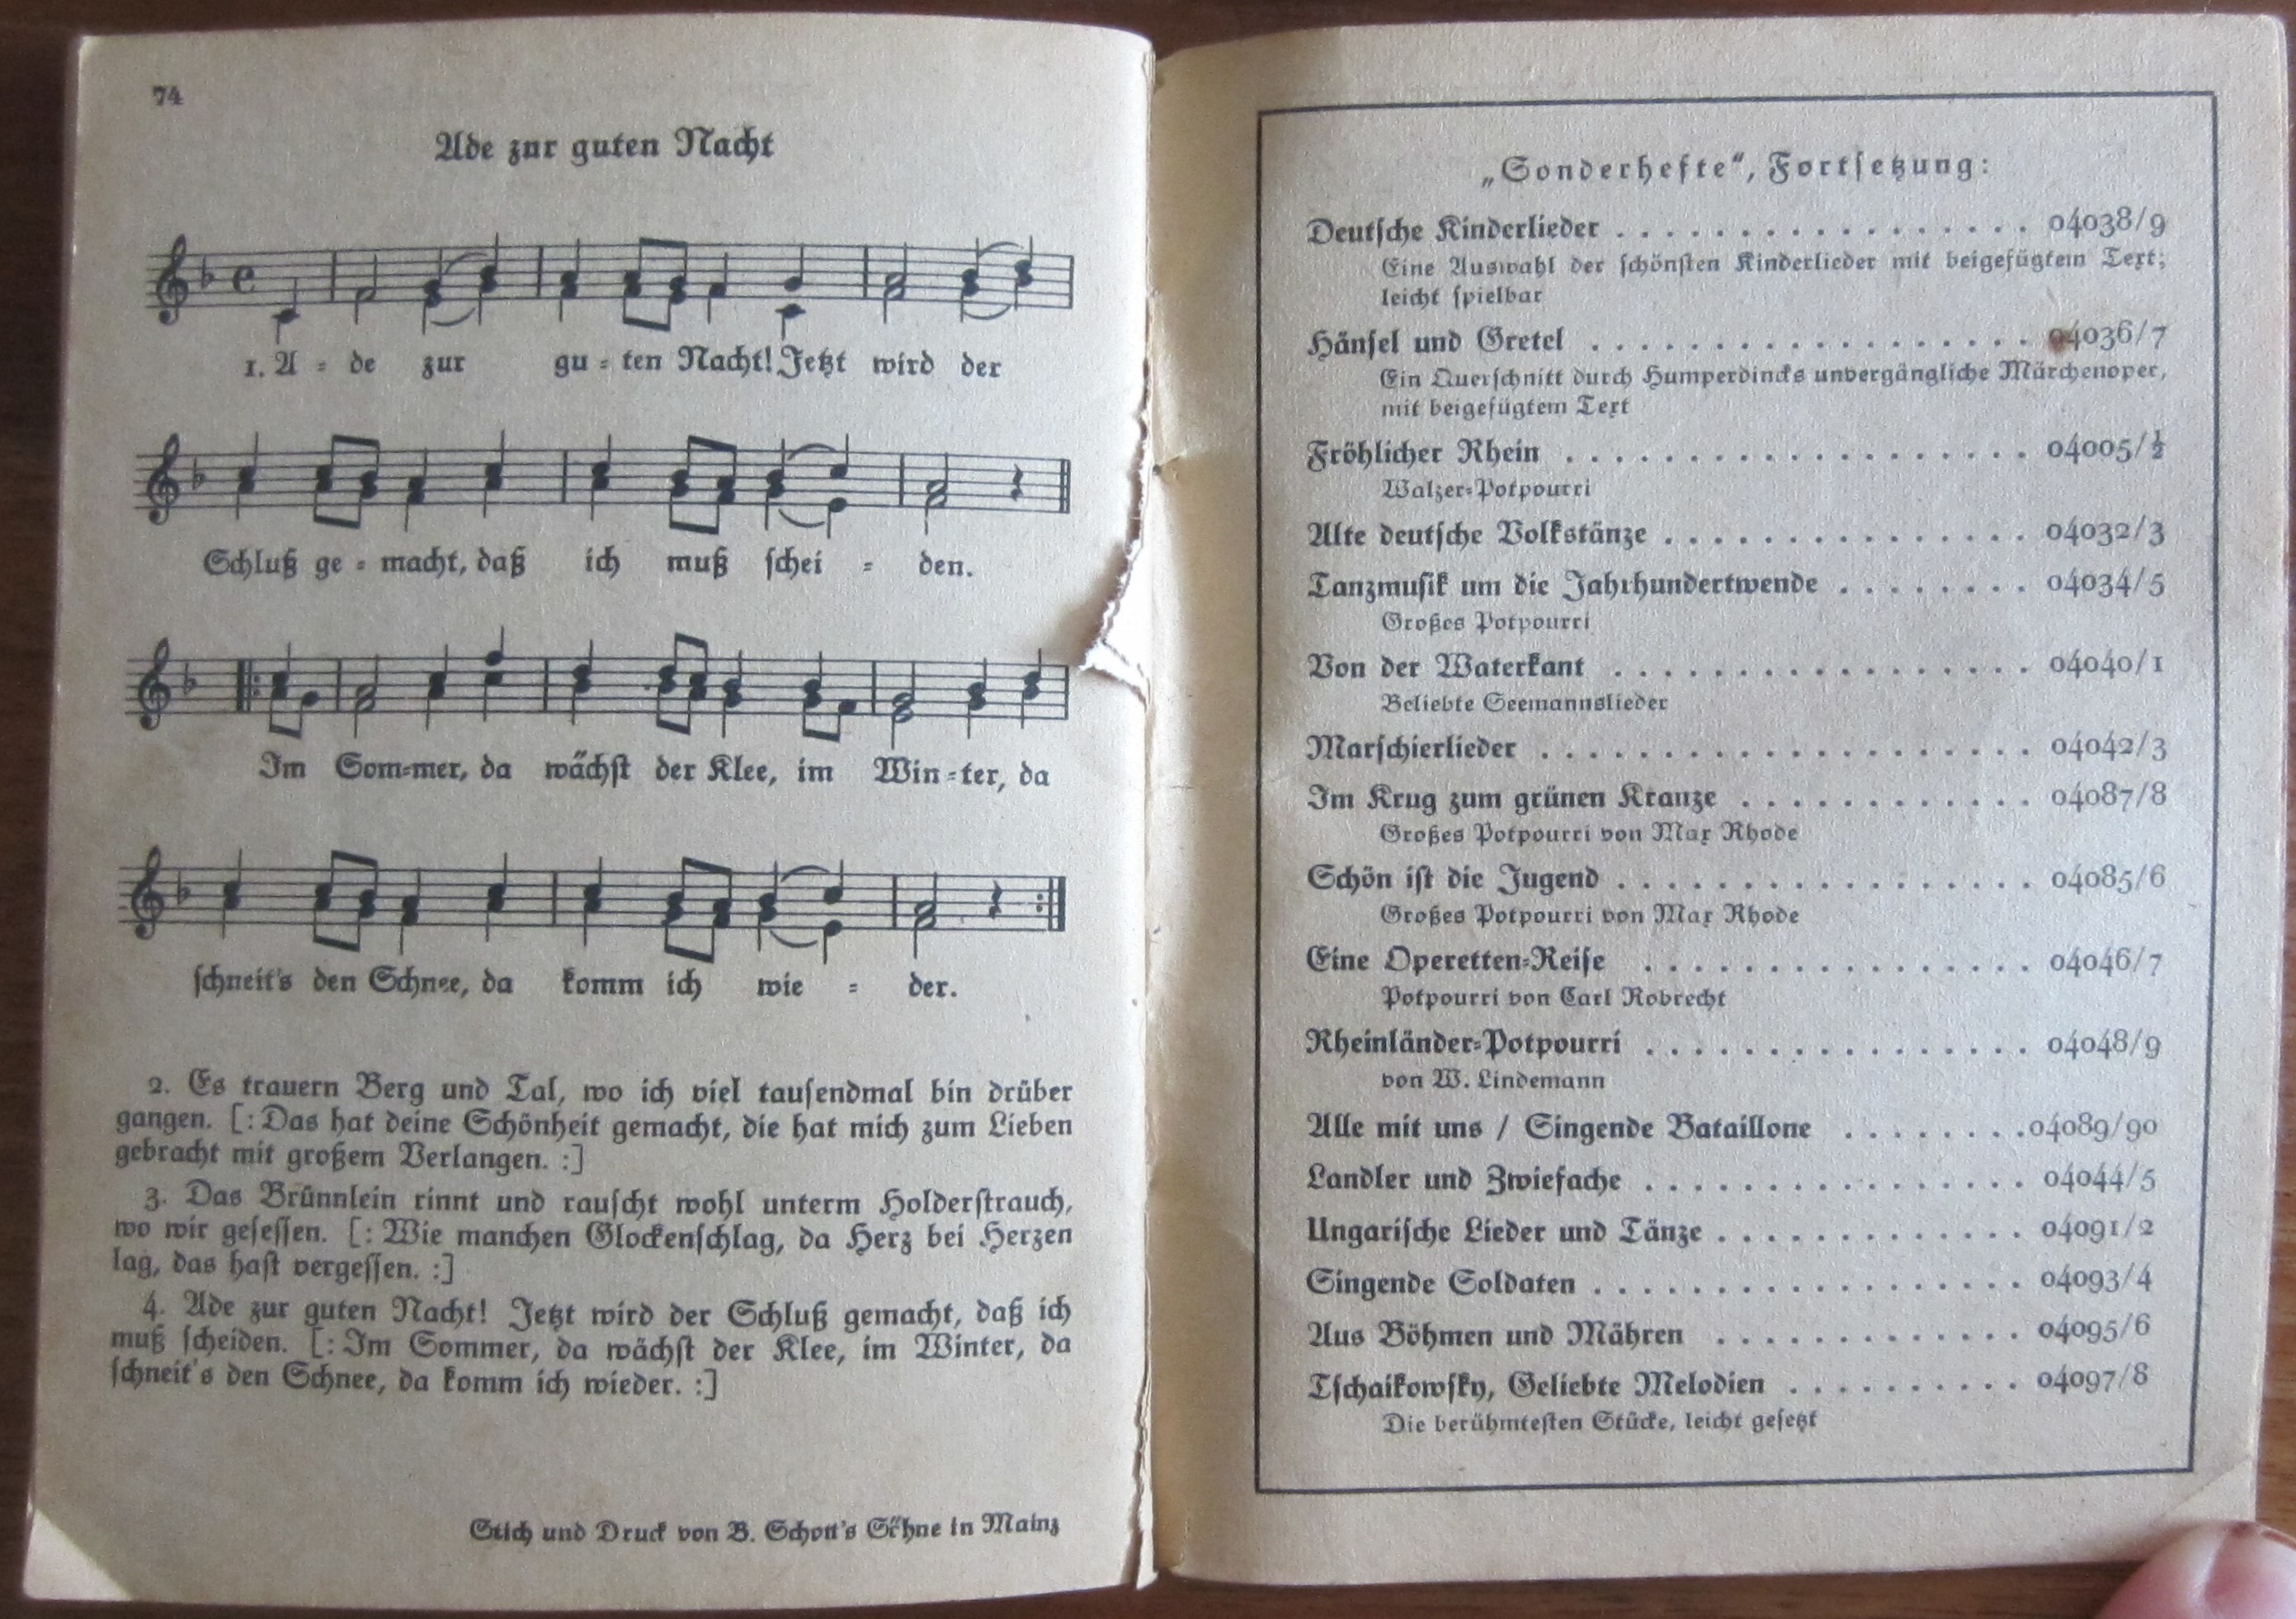 74
Ade zur guten Nacht
1. A - de zur gu - ten Nacht! Jetzt wird der
Schluß ge - macht, daß ich muß schei - den.
Im Som-mer, da wächst der Klee, im Win-ter, da
schneit's den Schnee, da komm ich wie - der.
2. Es trauern Berg und Tal, wo ich viel tausendmal bin drüber
gangen. [: Das hat deine Schönheit gemacht, die hat mich zum Lieben
gebracht mit großem Verlangen. :]
3. Das Brünnlein rinnt und rauscht wohl unterm Holderstrauch,
wo wir gesessen. [: Wie manchen Glockenschlag, da Herz bei Herzen
lag, das hast vergessen. :]
4. Ade zur guten Nacht! Jetzt wird der Schluß gemacht, daß ich
muß scheiden. [: Im Sommer, da wächst der Klee, im Winter, da
schneit's den Schnee, da komm ich wieder. :]
Stich und Druck von B. Schott's Söhne in Mainz
„Sonderhefte“, Fortsetzung:
Deutsche Kinderlieder . . . . . . . . . . . . . . . . . 04038/9
Eine Auswahl der schönsten Kinderlieder mit beigefügtem Text;
leicht spielbar
Hänsel und Gretel . . . . . . . . . . . . . . . . . . 04036/7
Ein Querschnitt durch Humperdincks unvergängliche Märchenoper,
mit beigefügtem Text
Fröhlicher Rhein . . . . . . . . . . . . . . . . . . . 04005/½
Walzer-Potpourri
Alte deutsche Volkstänze . . . . . . . . . . . . . . . 04032/3
Tanzmusik um die Jahrhundertwende . . . . . . . . 04034/5
Großes Potpourri
Von der Waterkant . . . . . . . . . . . . . . . . . 04040/1
Beliebte Seemannslieder
Marschierlieder . . . . . . . . . . . . . . . . . . . . 04042/3
Im Krug zum grünen Kranze . . . . . . . . . . . . 04087/8
Großes Potpourri von Max Rhode
Schön ist die Jugend . . . . . . . . . . . . . . . . . 04085/6
Großes Potpourri von Max Rhode
Eine Operetten-Reise . . . . . . . . . . . . . . . . 04046/7
Potpourri von Carl Robrecht
Rheinländer-Potpourri . . . . . . . . . . . . . . . . 04048/9
von W. Lindemann
Alle mit uns / Singende Bataillone . . . . . . . .04089/90
Landler und Zwiefache . . . . . . . . . . . . . . . . 04044/5
Ungarische Lieder und Tänze . . . . . . . . . . . . . 04091/2
Singende Soldaten . . . . . . . . . . . . . . . . . . 04093/4
Aus Böhmen und Mähren . . . . . . . . . . . . . 04095/6
Tschaikowsky, Geliebte Melodien . . . . . . . . . . 04097/8
Die berühmtesten Stücke, leicht gesetzt